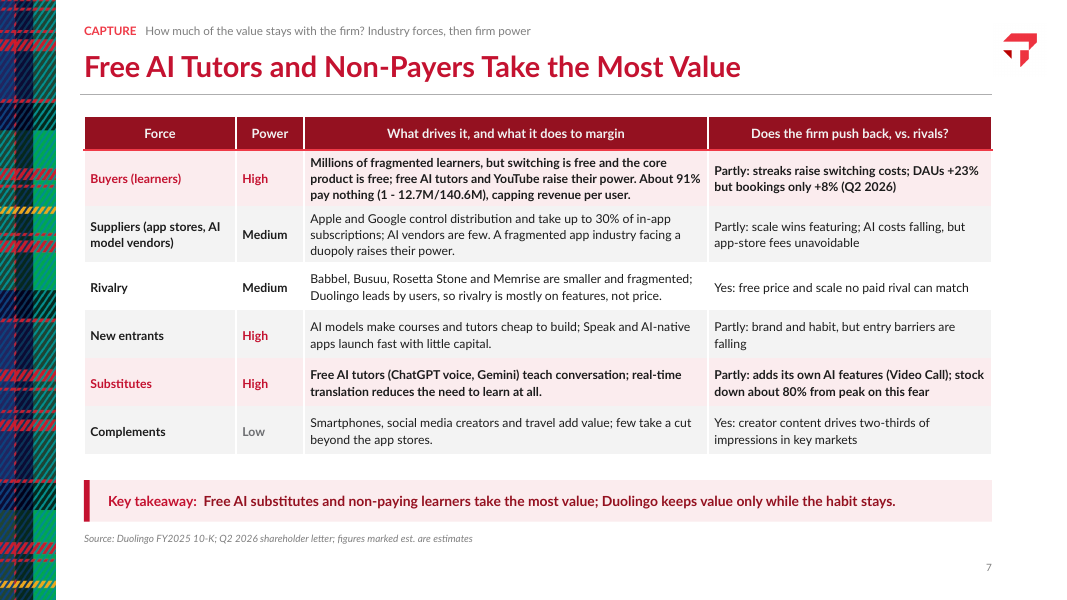 CAPTURE How much of the value stays with the firm? Industry forces, then firm power
Free AI Tutors and Non-Payers Take the Most Value
Force Power What drives it, and what it does to margin Does the firm push back, vs. rivals?
Buyers (learners)
High
Millions of fragmented learners, but switching is free and the core
product is free; free AI tutors and YouTube raise their power. About 91%
pay nothing (1 - 12.7M/140.6M), capping revenue per user.
Partly: streaks raise switching costs; DAUs +23%
but bookings only +8% (Q2 2026)
Suppliers (app stores, AI
model vendors)
Medium
Apple and Google control distribution and take up to 30% of in-app
subscriptions; AI vendors are few. A fragmented app industry facing a
duopoly raises their power.
Partly: scale wins featuring; AI costs falling, but
app-store fees unavoidable
Rivalry
Medium
Babbel, Busuu, Rosetta Stone and Memrise are smaller and fragmented;
Duolingo leads by users, so rivalry is mostly on features, not price.
Yes: free price and scale no paid rival can match
New entrants
High
AI models make courses and tutors cheap to build; Speak and AI-native
apps launch fast with little capital.
Partly: brand and habit, but entry barriers are
falling
Substitutes
High
Free AI tutors (ChatGPT voice, Gemini) teach conversation; real-time
translation reduces the need to learn at all.
Partly: adds its own AI features (Video Call); stock
down about 80% from peak on this fear
Complements
Low
Smartphones, social media creators and travel add value; few take a cut
beyond the app stores.
Yes: creator content drives two-thirds of
impressions in key markets
Key takeaway: Free AI substitutes and non-paying learners take the most value; Duolingo keeps value only while the habit stays.
Source: Duolingo FY2025 10-K; Q2 2026 shareholder letter; figures marked est. are estimates
7